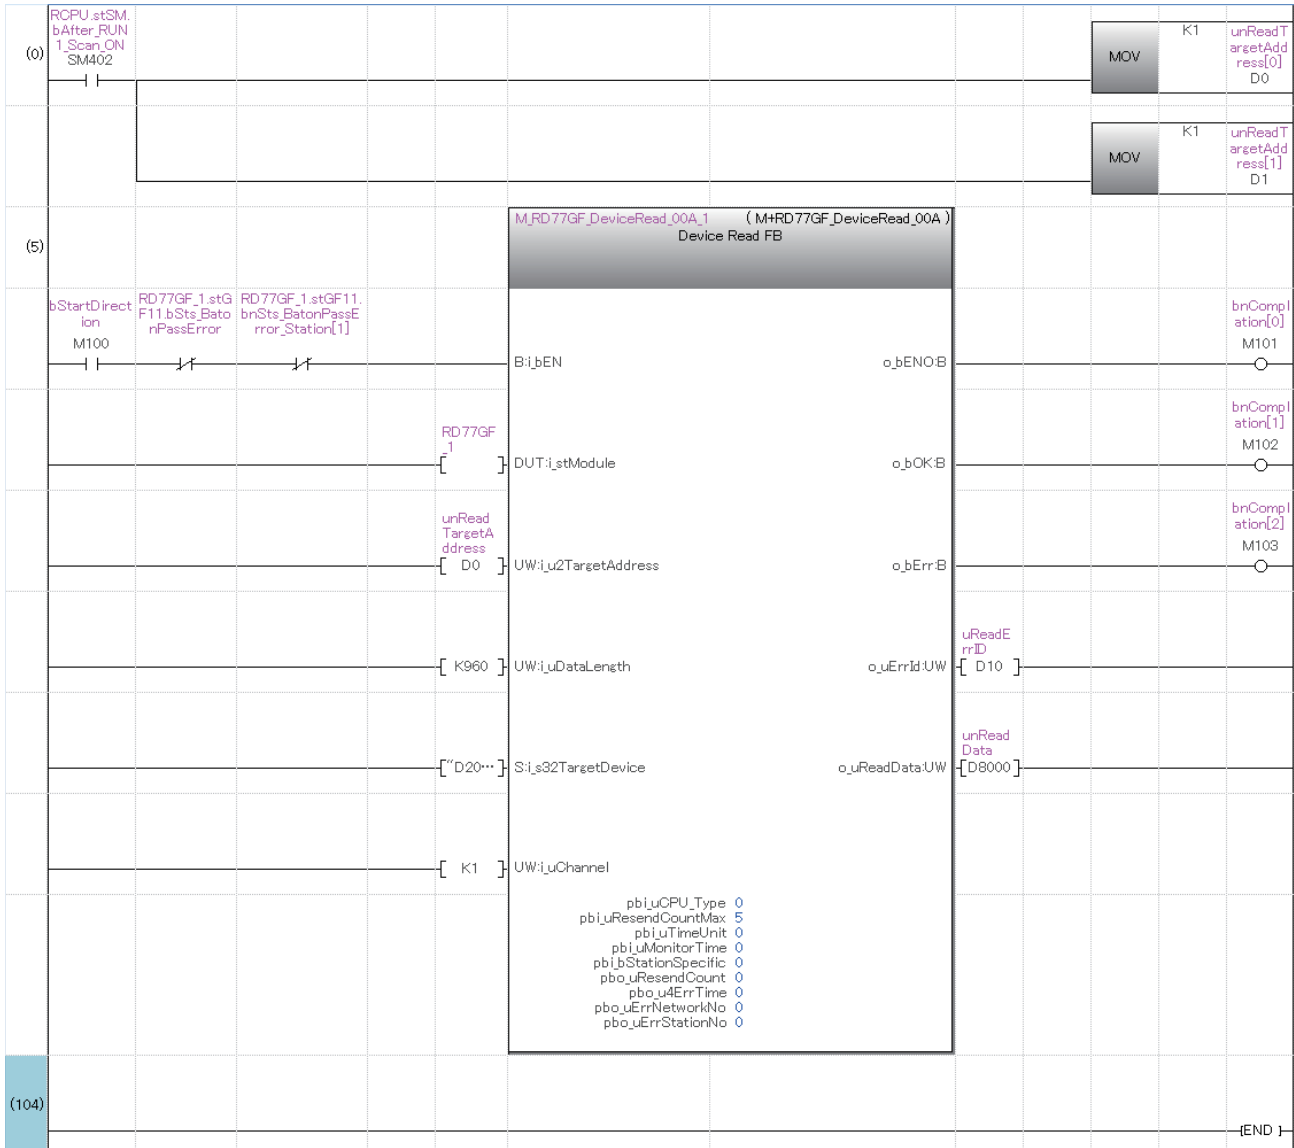 RCPU.stSM.
bAfter_RUN
1_Scan_ON
SM402
(0)
MOV
K1
unReadT
argetAdd
ress[0]
D0
MOV
K1
unReadT
argetAdd
ress[1]
D1
(5)
M_RD77GF_DeviceRead_00A_1
( M+RD77GF_DeviceRead_00A )
Device Read FB
bStartDirect
ion
M100
RD77GF_1.stG
F11.bSts_Bato
nPassError
RD77GF_1.stGF11.
bnSts_BatonPassE
rror_Station[1]
B:i_bEN
o_bENO:B
bnCompl
ation[0]
M101
RD77GF
_1
DUT:i_stModule
o_bOK:B
bnCompl
ation[1]
M102
unRead
TargetA
ddress
D0
UW:i_u2TargetAddress
o_bErr:B
bnCompl
ation[2]
M103
K960
UW:i_uDataLength
o_uErrId:UW
uReadE
rrID
D10
"D20…
S:i_s32TargetDevice
o_uReadData:UW
unRead
Data
D8000
K1
UW:i_uChannel
pbi_uCPU_Type 0
pbi_uResendCountMax 5
pbi_uTimeUnit 0
pbi_uMonitorTime 0
pbi_bStationSpecific 0
pbo_uResendCount 0
pbo_u4ErrTime 0
pbo_uErrNetworkNo 0
pbo_uErrStationNo 0
(104)
END